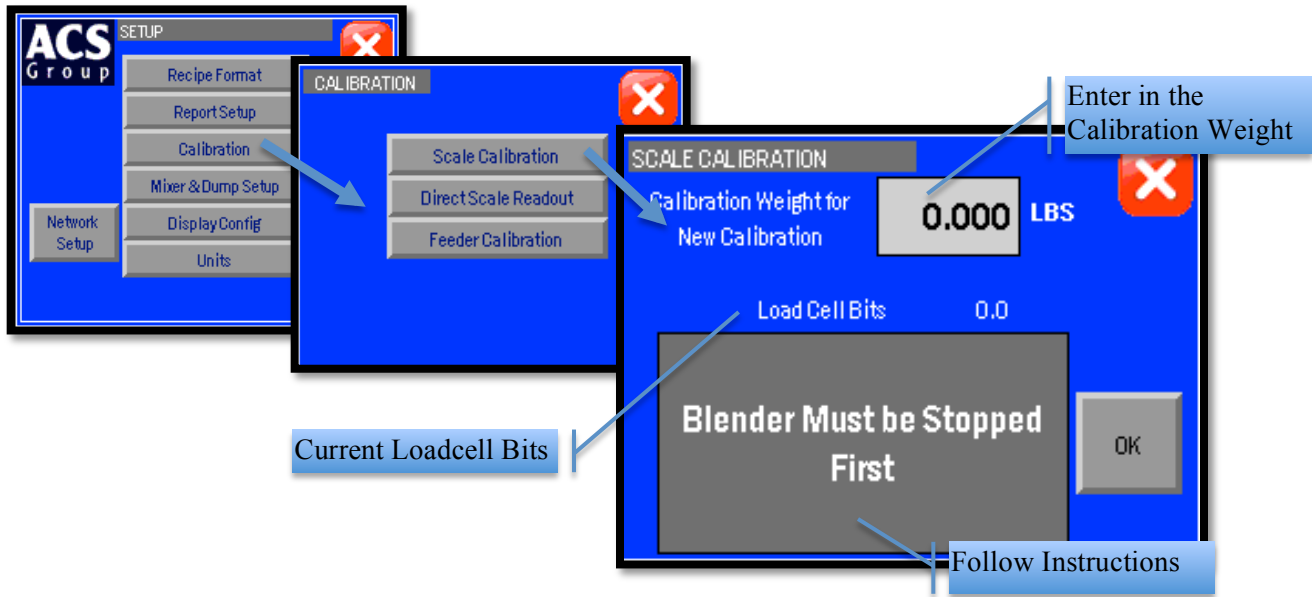 ACS
Group
SETUP
Recipe Format
Report Setup
Calibration
Mixer & Dump Setup
Display Config
Units
Network
Setup
CALIBRATION
Scale Calibration
Direct Scale Readout
Feeder Calibration
SCALE CALIBRATION
Calibration Weight for
New Calibration
0.000 LBS
Load Cell Bits 0.0
Blender Must be Stopped
First
OK
Enter in the
Calibration Weight
Current Loadcell Bits
Follow Instructions